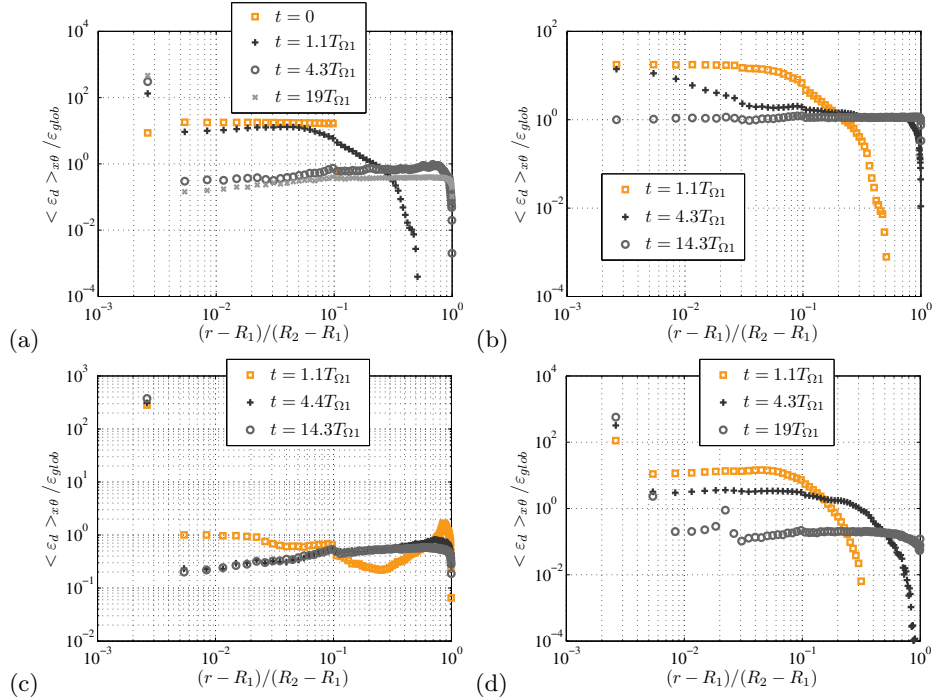 10^4
10^2
10^0
10^{-2}
10^{-4}
< ε_d >_{xθ} / ε_{glob}
t = 0
t = 1.1T_{Ω1}
t = 4.3T_{Ω1}
t = 19T_{Ω1}
10^{-3}
10^{-2}
10^{-1}
10^0
(r − R_1)/(R_2 − R_1)
(a)
10^4
10^2
10^0
10^{-2}
10^{-4}
< ε_d >_{xθ} / ε_{glob}
t = 1.1T_{Ω1}
t = 4.3T_{Ω1}
t = 14.3T_{Ω1}
10^{-3}
10^{-2}
10^{-1}
10^0
(r − R_1)/(R_2 − R_1)
(b)
10^3
10^2
10^1
10^0
10^{-1}
10^{-2}
< ε_d >_{xθ} / ε_{glob}
t = 1.1T_{Ω1}
t = 4.4T_{Ω1}
t = 14.3T_{Ω1}
10^{-3}
10^{-2}
10^{-1}
10^0
(r − R_1)/(R_2 − R_1)
(c)
10^4
10^2
10^0
10^{-2}
10^{-4}
< ε_d >_{xθ} / ε_{glob}
t = 1.1T_{Ω1}
t = 4.3T_{Ω1}
t = 19T_{Ω1}
10^{-3}
10^{-2}
10^{-1}
10^0
(r − R_1)/(R_2 − R_1)
(d)